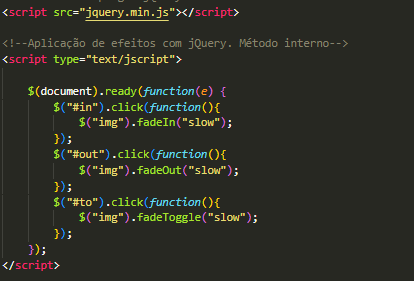 <script src="jquery.min.js"></script>
<!--Aplicação de efeitos com jQuery. Método interno-->
<script type="text/jscript">
$(document).ready(function(e) {
$("#in").click(function(){
$("img").fadeIn("slow");
});
$("#out").click(function(){
$("img").fadeOut("slow");
});
$("#to").click(function(){
$("img").fadeToggle("slow");
});
});
</script>